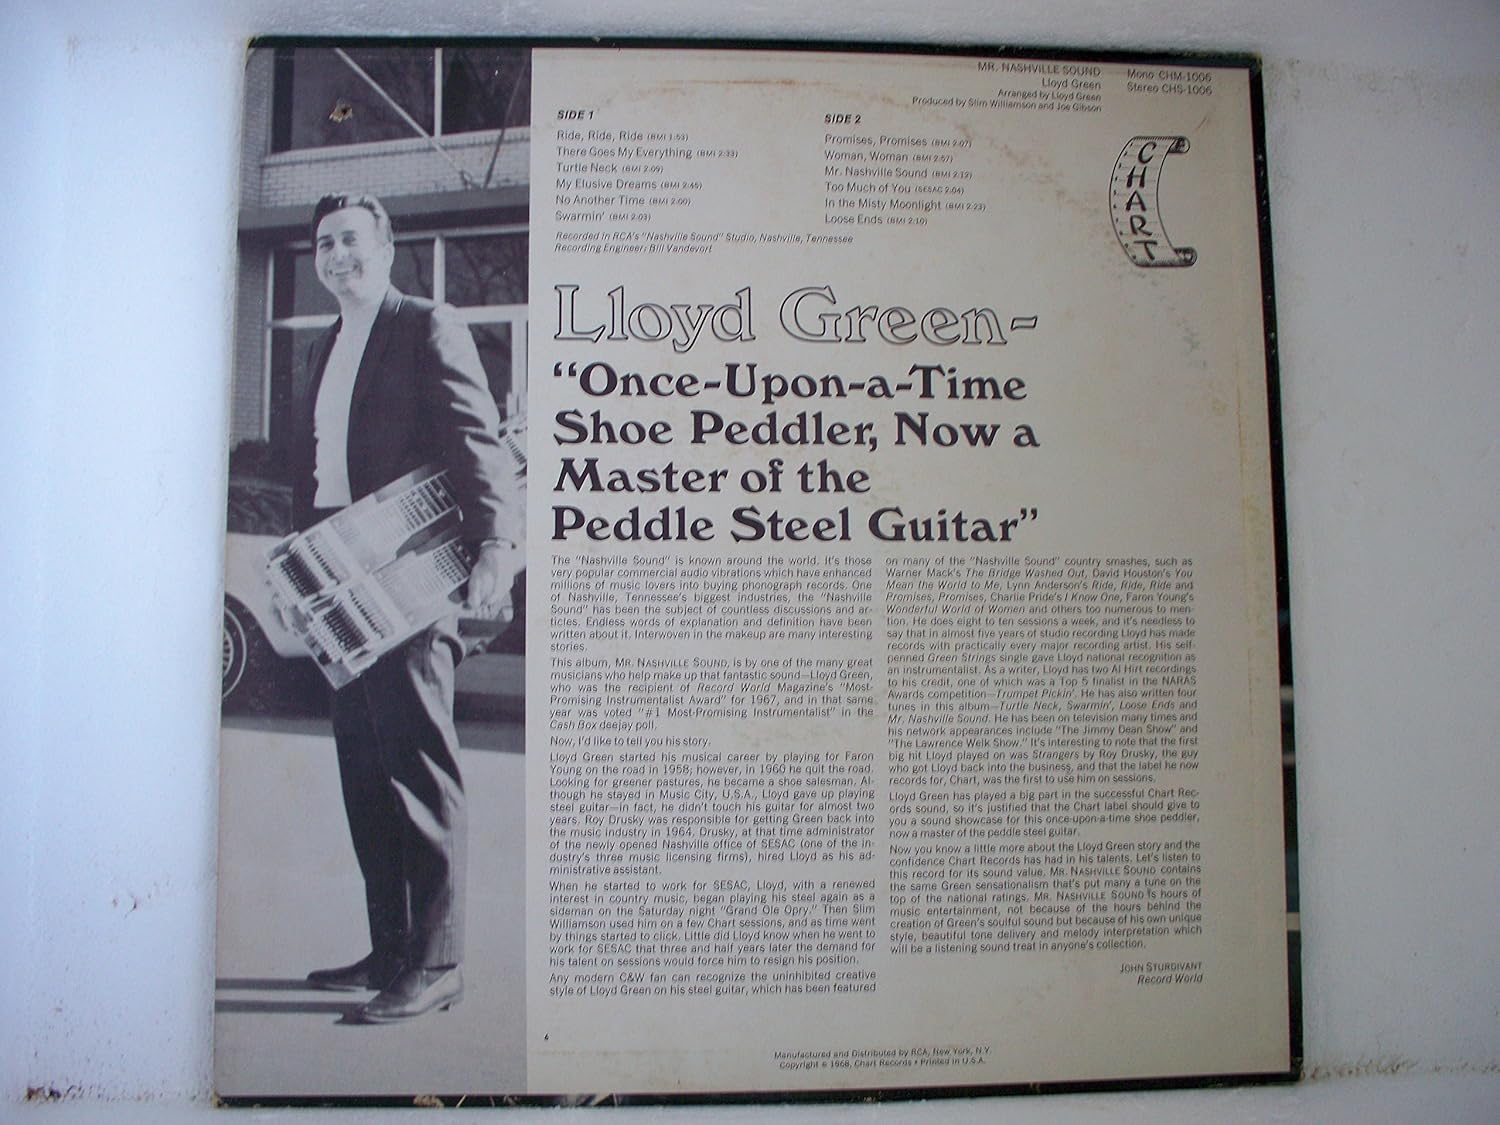 MR. NASHVILLE SOUND
Lloyd Green
Arranged by Lloyd Green
Produced by Slim Williamson and Joe Gibson
Mono CHM-1006
Stereo CHS-1006
SIDE 1
Ride, Ride, Ride (BMI 1:53)
There Goes My Everything (BMI 2:33)
Turtle Neck (BMI 2:09)
My Elusive Dreams (BMI 2:45)
No Another Time (BMI 2:00)
Swarmin' (BMI 2:03)
SIDE 2
Promises, Promises (BMI 2:07)
Woman, Woman (BMI 2:57)
Mr. Nashville Sound (BMI 2:12)
Too Much of You (SESAC 2:04)
In the Misty Moonlight (BMI 2:23)
Loose Ends (BMI 2:10)
CHART
Recorded in RCA's "Nashville Sound" Studio, Nashville, Tennessee
Recording Engineer: Bill Vandevort
Lloyd Green-
"Once-Upon-a-Time
Shoe Peddler, Now a
Master of the
Peddle Steel Guitar"
The "Nashville Sound" is known around the world. It's those
very popular commercial audio vibrations which have enhanced
millions of music lovers into buying phonograph records. One
of Nashville, Tennessee's biggest industries, the "Nashville
Sound" has been the subject of countless discussions and ar-
ticles. Endless words of explanation and definition have been
written about it. Interwoven in the makeup are many interesting
stories.
This album, MR. NASHVILLE SOUND, is by one of the many great
musicians who help make up that fantastic sound—Lloyd Green,
who was the recipient of Record World Magazine's "Most-
Promising Instrumentalist Award" for 1967, and in that same
year was voted "#1 Most-Promising Instrumentalist" in the
Cash Box deejay poll.
Now, I'd like to tell you his story.
Lloyd Green started his musical career by playing for Faron
Young on the road in 1958; however, in 1960 he quit the road.
Looking for greener pastures, he became a shoe salesman. Al-
though he stayed in Music City, U.S.A., Lloyd gave up playing
steel guitar—in fact, he didn't touch his guitar for almost two
years. Roy Drusky was responsible for getting Green back into
the music industry in 1964. Drusky, at that time administrator
of the newly opened Nashville office of SESAC (one of the in-
dustry's three music licensing firms), hired Lloyd as his ad-
ministrative assistant.
When he started to work for SESAC, Lloyd, with a renewed
interest in country music, began playing his steel again as a
sideman on the Saturday night "Grand Ole Opry." Then Slim
Williamson used him on a few Chart sessions, and as time went
by things started to click. Little did Lloyd know when he went to
work for SESAC that three and half years later the demand for
his talent on sessions would force him to resign his position.
Any modern C&W fan can recognize the uninhibited creative
style of Lloyd Green on his steel guitar, which has been featured
on many of the "Nashville Sound" country smashes, such as
Warner Mack's The Bridge Washed Out, David Houston's You
Mean the World to Me, Lynn Anderson's Ride, Ride, Ride and
Promises, Promises, Charlie Pride's I Know One, Faron Young's
Wonderful World of Women and others too numerous to men-
tion. He does eight to ten sessions a week, and it's needless to
say that in almost five years of studio recording Lloyd has made
records with practically every major recording artist. His self-
penned Green Strings single gave Lloyd national recognition as
an instrumentalist. As a writer, Lloyd has two Al Hirt recordings
to his credit, one of which was a Top 5 finalist in the NARAS
Awards competition—Trumpet Pickin'. He has also written four
tunes in this album—Turtle Neck, Swarmin', Loose Ends and
Mr. Nashville Sound. He has been on television many times and
his network appearances include "The Jimmy Dean Show" and
"The Lawrence Welk Show." It's interesting to note that the first
big hit Lloyd played on was Strangers by Roy Drusky, the guy
who got Lloyd back into the business, and that the label he now
records for, Chart, was the first to use him on sessions.
Lloyd Green has played a big part in the successful Chart Rec-
ords sound, so it's justified that the Chart label should give to
you a sound showcase for this once-upon-a-time shoe peddler,
now a master of the peddle steel guitar.
Now you know a little more about the Lloyd Green story and the
confidence Chart Records has had in his talents. Let's listen to
this record for its sound value. MR. NASHVILLE SOUND contains
the same Green sensationalism that's put many a tune on the
top of the national ratings. MR. NASHVILLE SOUND is hours of
music entertainment, not because of the hours behind the
creation of Green's soulful sound but because of his own unique
style, beautiful tone delivery and melody interpretation which
will be a listening sound treat in anyone's collection.
JOHN STURDIVANT
Record World
6
Manufactured and Distributed by RCA, New York, N.Y.
Copyright © 1968, Chart Records • Printed in U.S.A.